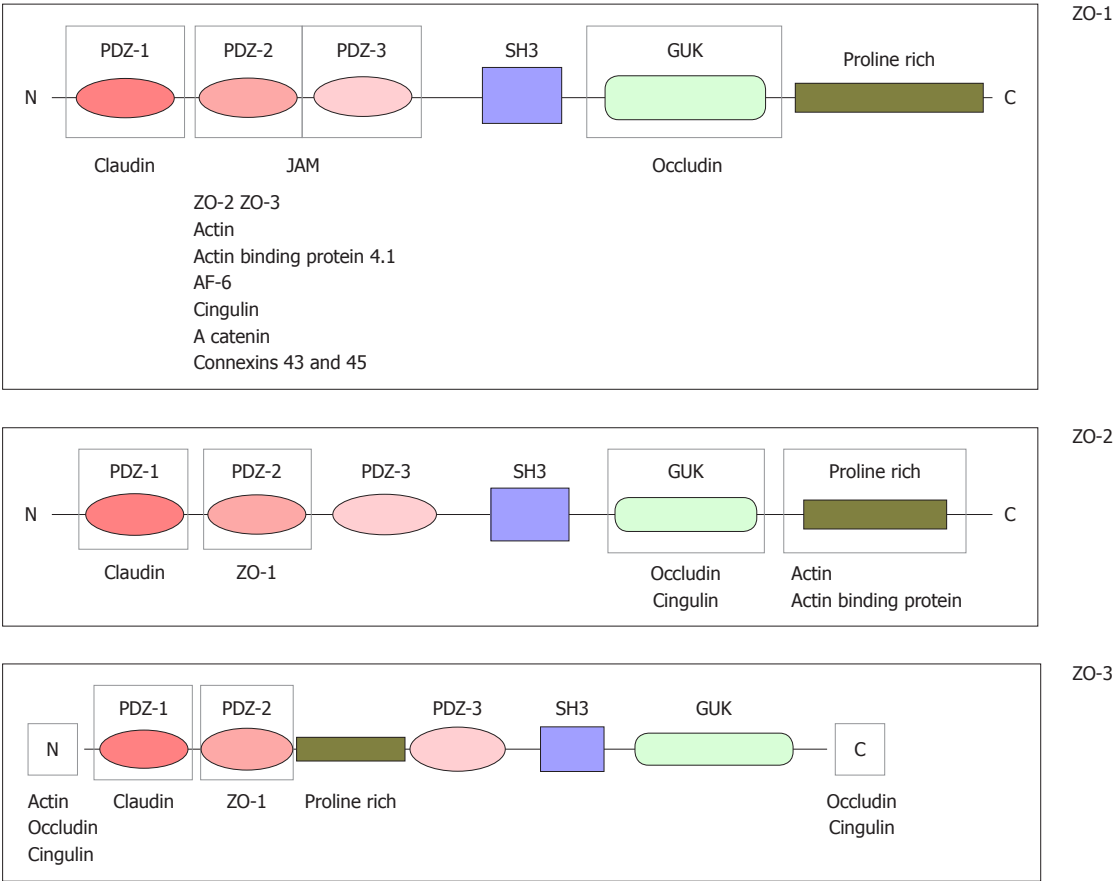 ZO-1
PDZ-1 PDZ-2 PDZ-3 SH3 GUK Proline rich
N C
Claudin JAM Occludin
ZO-2 ZO-3
Actin
Actin binding protein 4.1
AF-6
Cingulin
A catenin
Connexins 43 and 45
ZO-2
PDZ-1 PDZ-2 PDZ-3 SH3 GUK Proline rich
N C
Claudin ZO-1 Occludin Actin
Cingulin Actin binding protein
ZO-3
PDZ-1 PDZ-2 PDZ-3 SH3 GUK
N C
Actin Claudin ZO-1 Proline rich Occludin
Occludin Cingulin
Cingulin